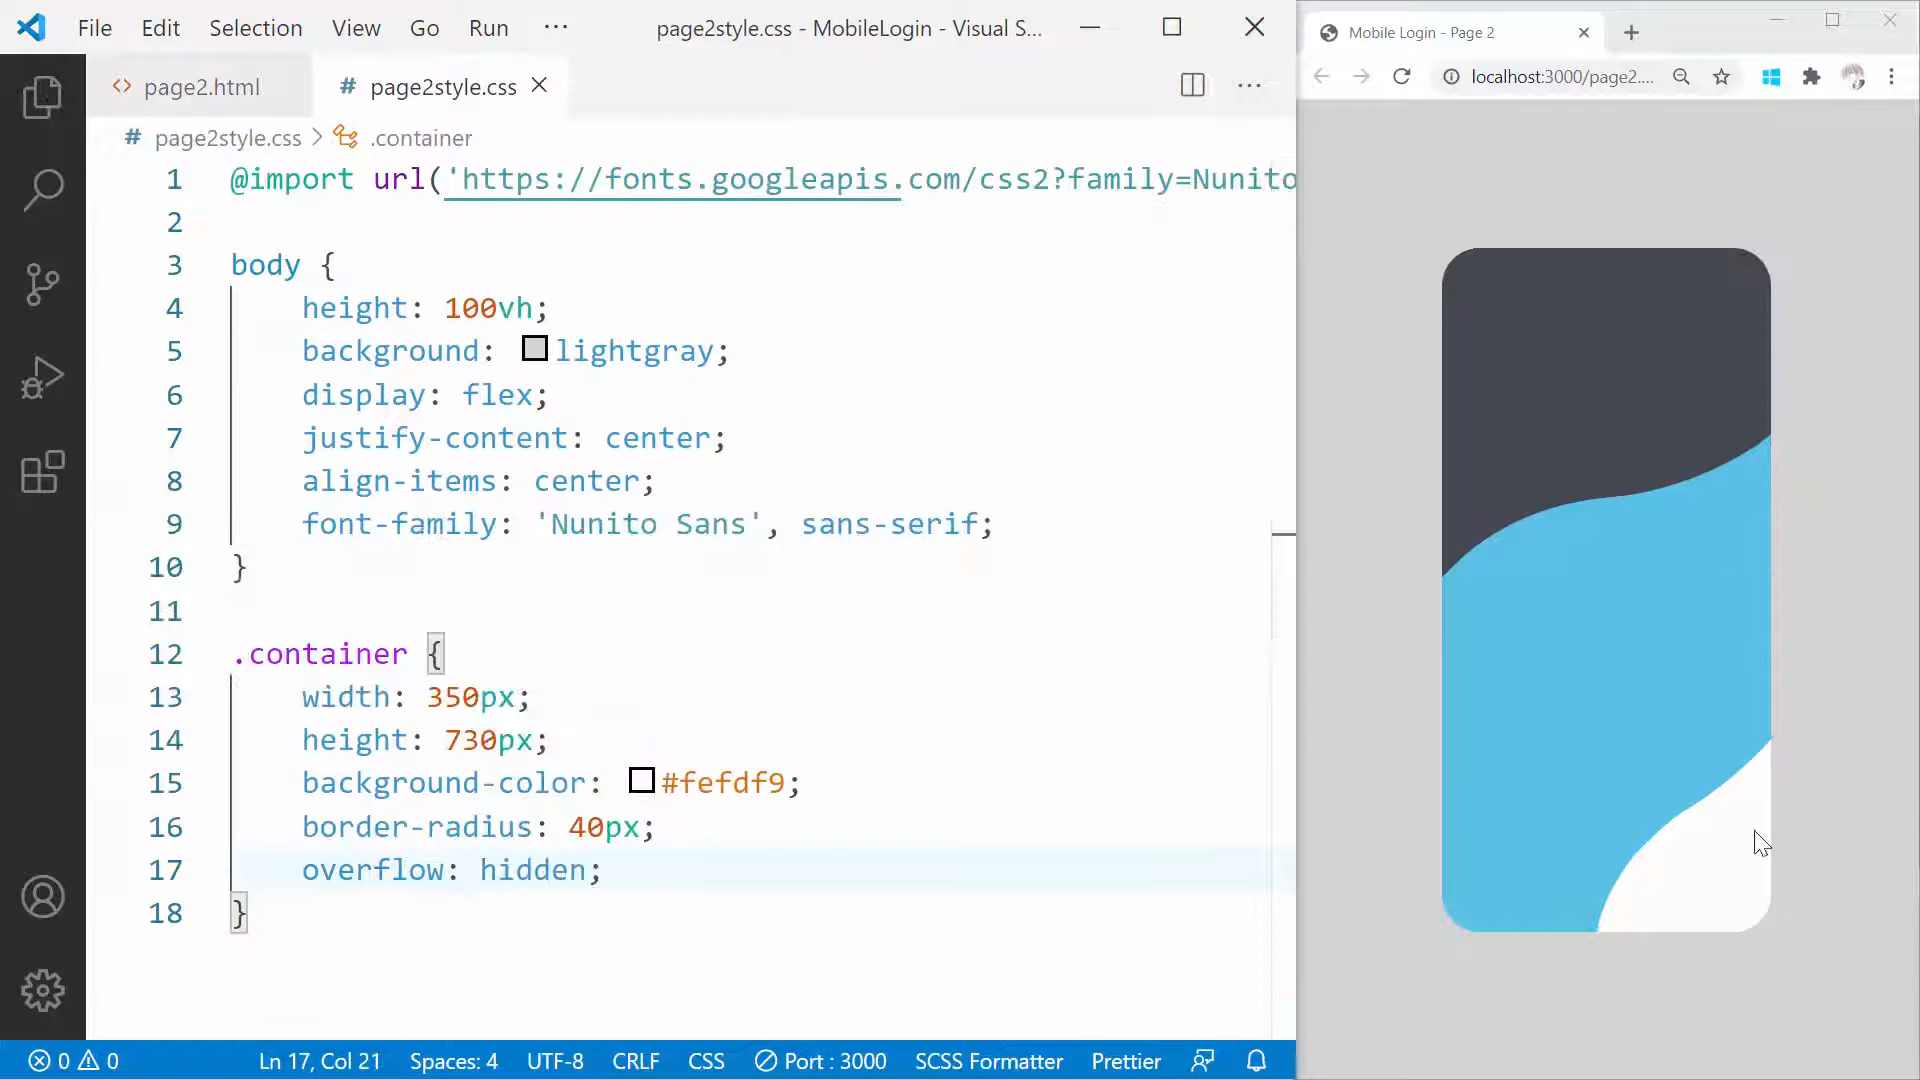 File Edit Selection View Go Run ··· page2style.css - MobileLogin - Visual S...
page2.html page2style.css
# page2style.css > .container
1 @import url('https://fonts.googleapis.com/css2?family=Nunito
2
3 body {
4 height: 100vh;
5 background: lightgray;
6 display: flex;
7 justify-content: center;
8 align-items: center;
9 font-family: 'Nunito Sans', sans-serif;
10 }
11
12 .container {
13 width: 350px;
14 height: 730px;
15 background-color: #fefdf9;
16 border-radius: 40px;
17 overflow: hidden;
18 }
0 0 Ln 17, Col 21 Spaces: 4 UTF-8 CRLF CSS Port : 3000 SCSS Formatter Prettier
Mobile Login - Page 2
localhost:3000/page2....